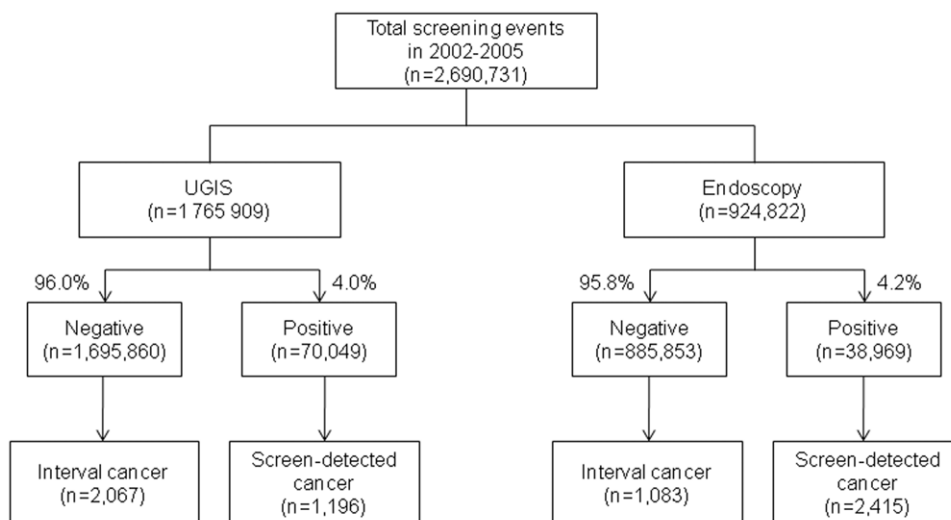 Total screening events
in 2002-2005
(n=2,690,731)
UGIS
(n=1 765 909)
Endoscopy
(n=924,822)
96.0%
4.0%
95.8%
4.2%
Negative
(n=1,695,860)
Positive
(n=70,049)
Negative
(n=885,853)
Positive
(n=38,969)
Interval cancer
(n=2,067)
Screen-detected
cancer
(n=1,196)
Interval cancer
(n=1,083)
Screen-detected
cancer
(n=2,415)